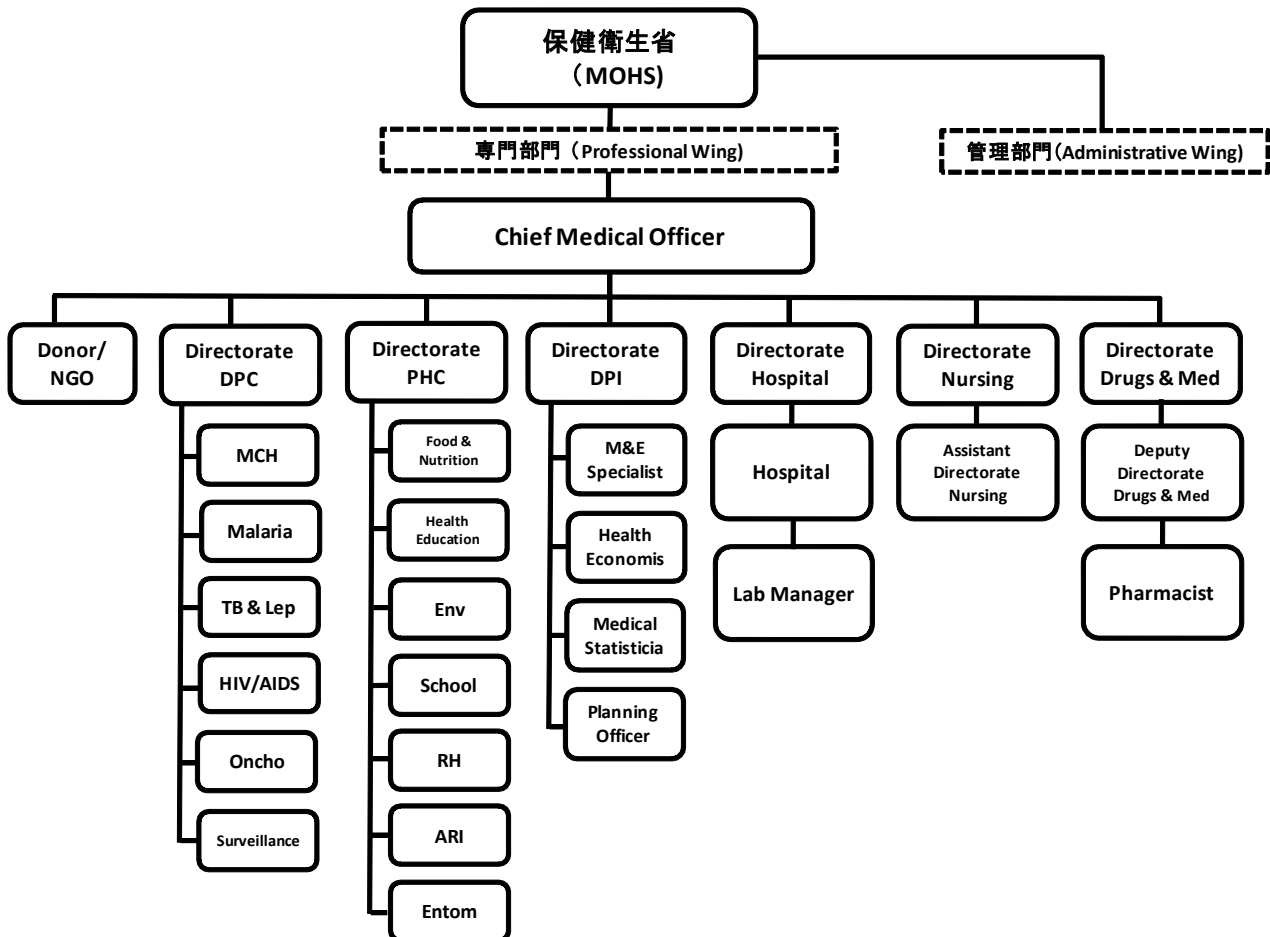 保健衛生省
（MOHS)
専門部門（Professional Wing)
管理部門(Administrative Wing)
Chief Medical Officer
Donor/
NGO
Directorate
DPC
Directorate
PHC
Directorate
DPI
Directorate
Hospital
Directorate
Nursing
Directorate
Drugs & Med
MCH
Malaria
TB & Lep
HIV/AIDS
Oncho
Surveillance
Food &
Nutrition
Health
Education
Env
School
RH
ARI
Entom
M&E
Specialist
Health
Economis
Medical
Statisticia
Planning
Officer
Hospital
Lab Manager
Assistant
Directorate
Nursing
Deputy
Directorate
Drugs & Med
Pharmacist